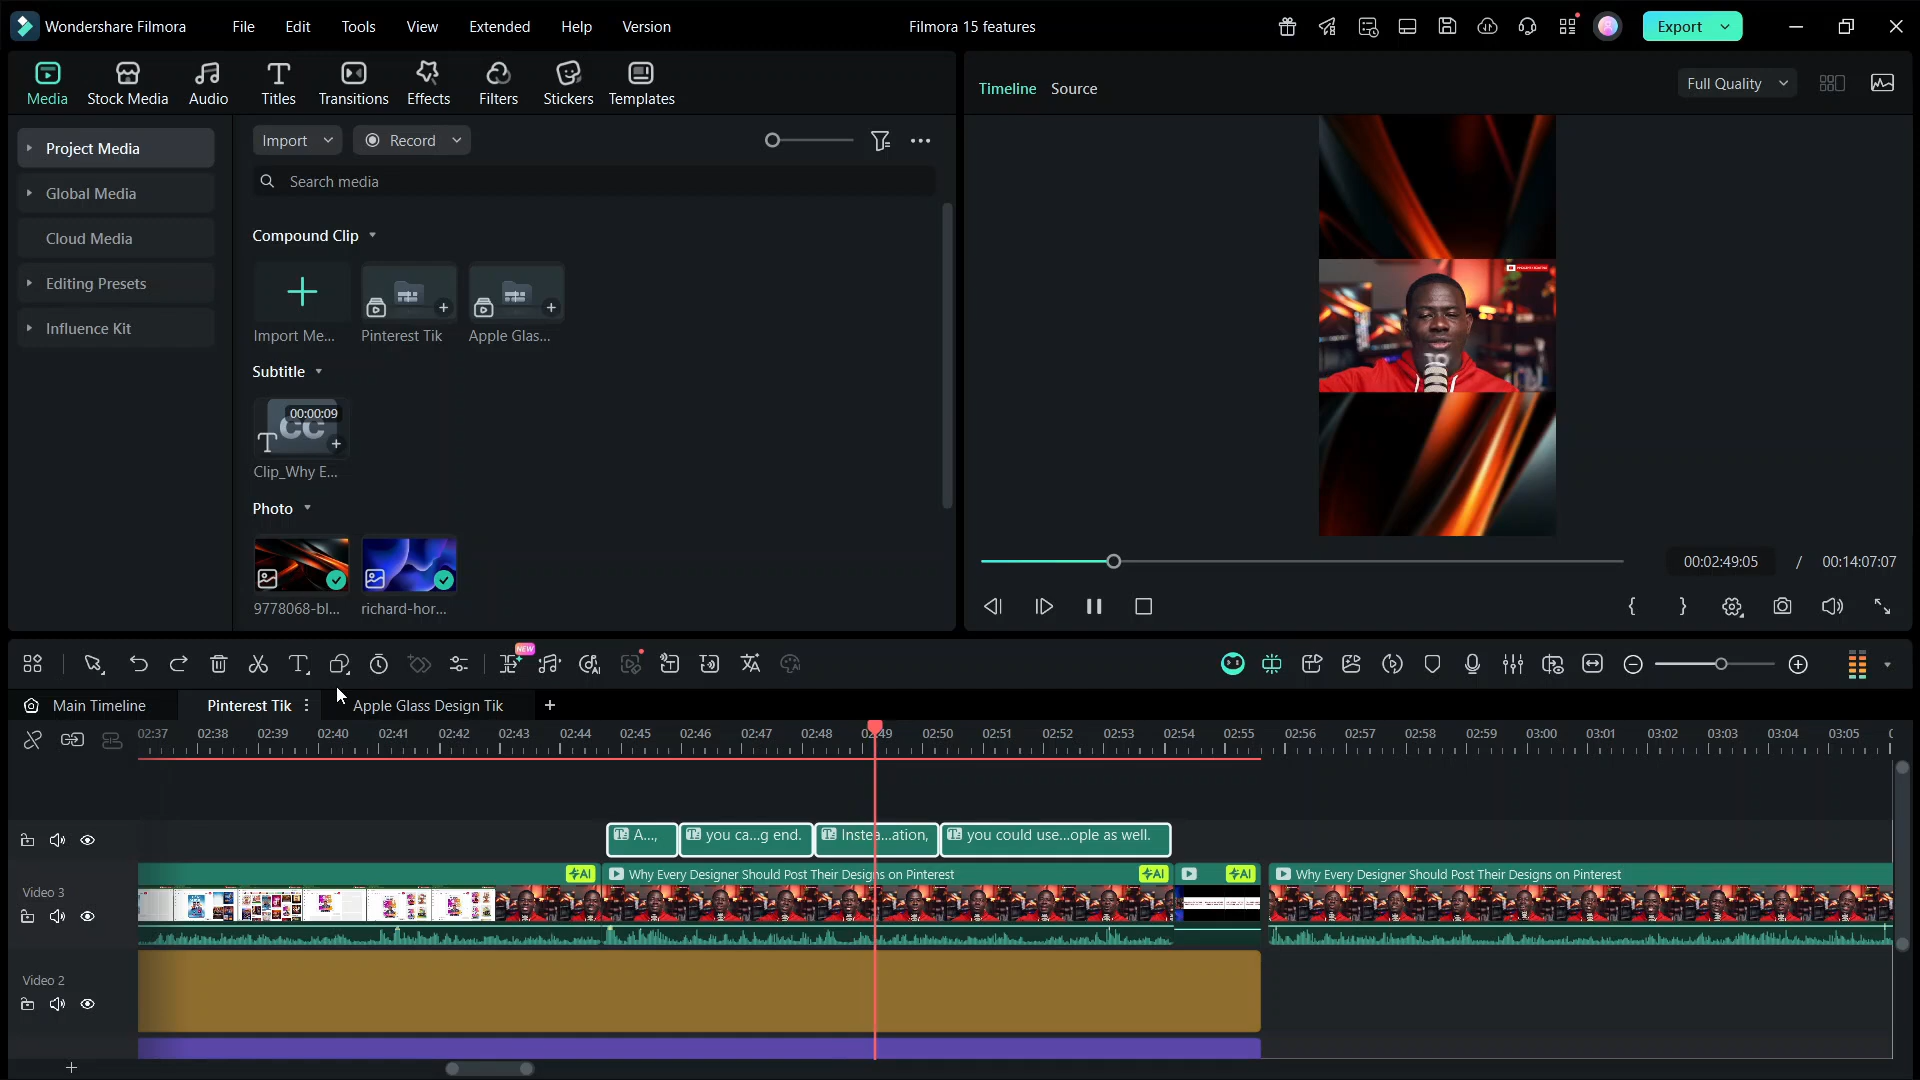 Wondershare Filmora
File
Edit
Tools
View
Extended
Help
Version
Filmora 15 features
Export
Media
Stock Media
Audio
Titles
Transitions
Effects
Filters
Stickers
Templates
Timeline
Source
Full Quality
Project Media
Global Media
Cloud Media
Editing Presets
Influence Kit
Import
Record
Search media
Compound Clip
Import Me...
Pinterest Tik
Apple Glas...
Subtitle
00:00:09
CC
Clip_Why E...
Photo
9778068-bl...
richard-hor...
00:02:49:05 / 00:14:07:07
NEW
Main Timeline
Pinterest Tik
Apple Glass Design Tik
02:37 02:38 02:39 02:40 02:41 02:42 02:43 02:44 02:45 02:46 02:47 02:48 02:49 02:50 02:51 02:52 02:53 02:54 02:55 02:56 02:57 02:58 02:59 03:00 03:01 03:02 03:03 03:04 03:05
A...,
you ca...g end.
Instea...ation,
you could use...ople as well.
AI
Why Every Designer Should Post Their Designs on Pinterest
AI
AI
Why Every Designer Should Post Their Designs on Pinterest
Video 3
Video 2